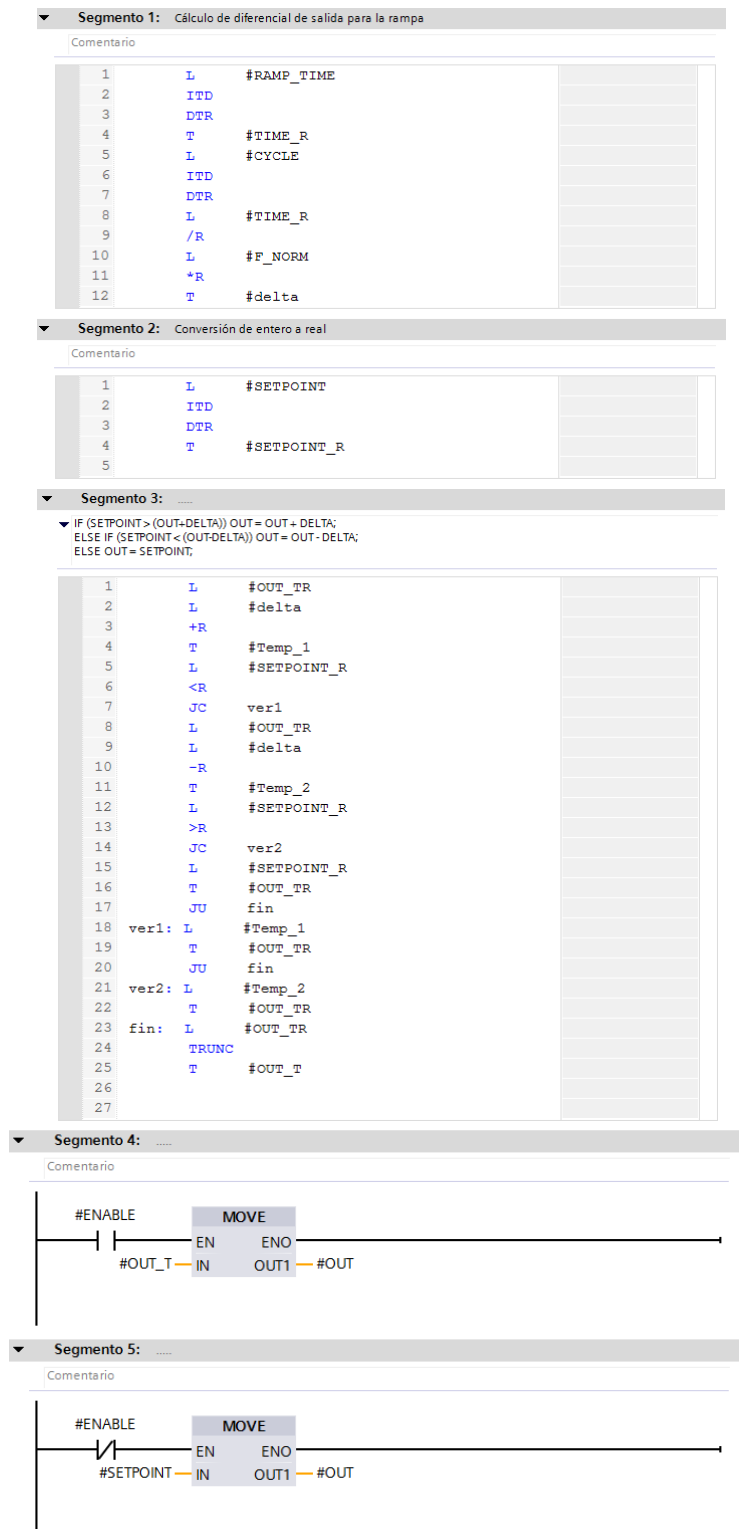 Segmento 1: Cálculo de diferencial de salida para la rampa
Comentario
1 L #RAMP_TIME
2 ITD
3 DTR
4 T #TIME_R
5 L #CYCLE
6 ITD
7 DTR
8 L #TIME_R
9 /R
10 L #F_NORM
11 *R
12 T #delta
Segmento 2: Conversión de entero a real
Comentario
1 L #SETPOINT
2 ITD
3 DTR
4 T #SETPOINT_R
5
Segmento 3: .....
IF (SETPOINT > (OUT+DELTA)) OUT = OUT + DELTA;
ELSE IF (SETPOINT < (OUT-DELTA)) OUT = OUT - DELTA;
ELSE OUT = SETPOINT;
1 L #OUT_TR
2 L #delta
3 +R
4 T #Temp_1
5 L #SETPOINT_R
6 <R
7 JC ver1
8 L #OUT_TR
9 L #delta
10 -R
11 T #Temp_2
12 L #SETPOINT_R
13 >R
14 JC ver2
15 L #SETPOINT_R
16 T #OUT_TR
17 JU fin
18 ver1: L #Temp_1
19 T #OUT_TR
20 JU fin
21 ver2: L #Temp_2
22 T #OUT_TR
23 fin: L #OUT_TR
24 TRUNC
25 T #OUT_T
26
27
Segmento 4: .....
Comentario
#ENABLE MOVE
EN ENO
#OUT_T IN OUT1 #OUT
Segmento 5: .....
Comentario
#ENABLE MOVE
EN ENO
#SETPOINT IN OUT1 #OUT